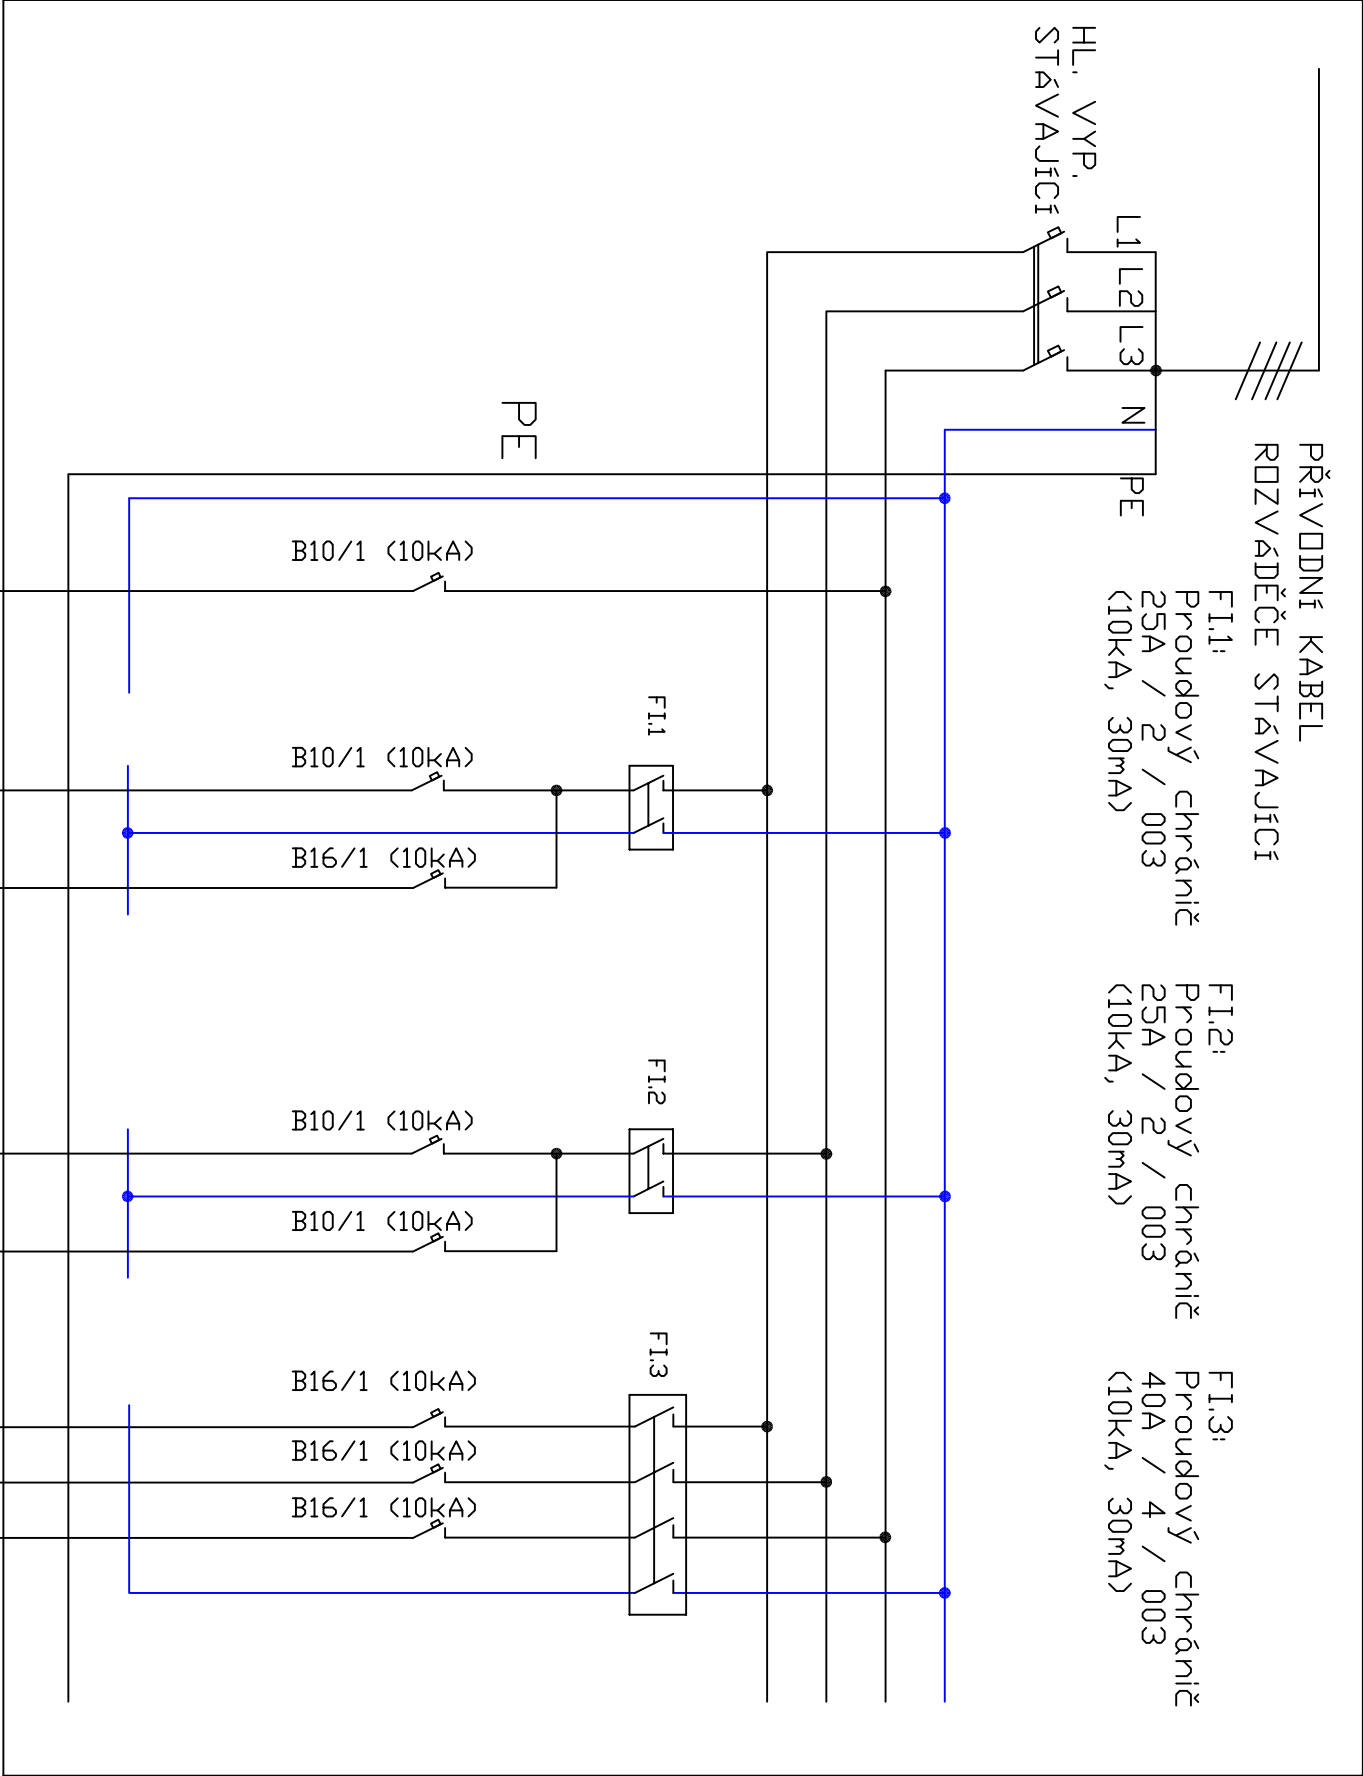 PŘÍVODNÍ KABEL
ROZVÁDĚČE STÁVAJÍCÍ
HL. VYP.
STÁVAJÍCÍ
L1
L2
L3
N
PE
FI.1:
Proudový chránič
25A / 2 / 003
(10kA, 30mA)
FI.2:
Proudový chránič
25A / 2 / 003
(10kA, 30mA)
FI.3:
Proudový chránič
40A / 4 / 003
(10kA, 30mA)
PE
FI.1
FI.2
FI.3
B10/1 (10kA)
B10/1 (10kA)
B16/1 (10kA)
B10/1 (10kA)
B10/1 (10kA)
B16/1 (10kA)
B16/1 (10kA)
B16/1 (10kA)